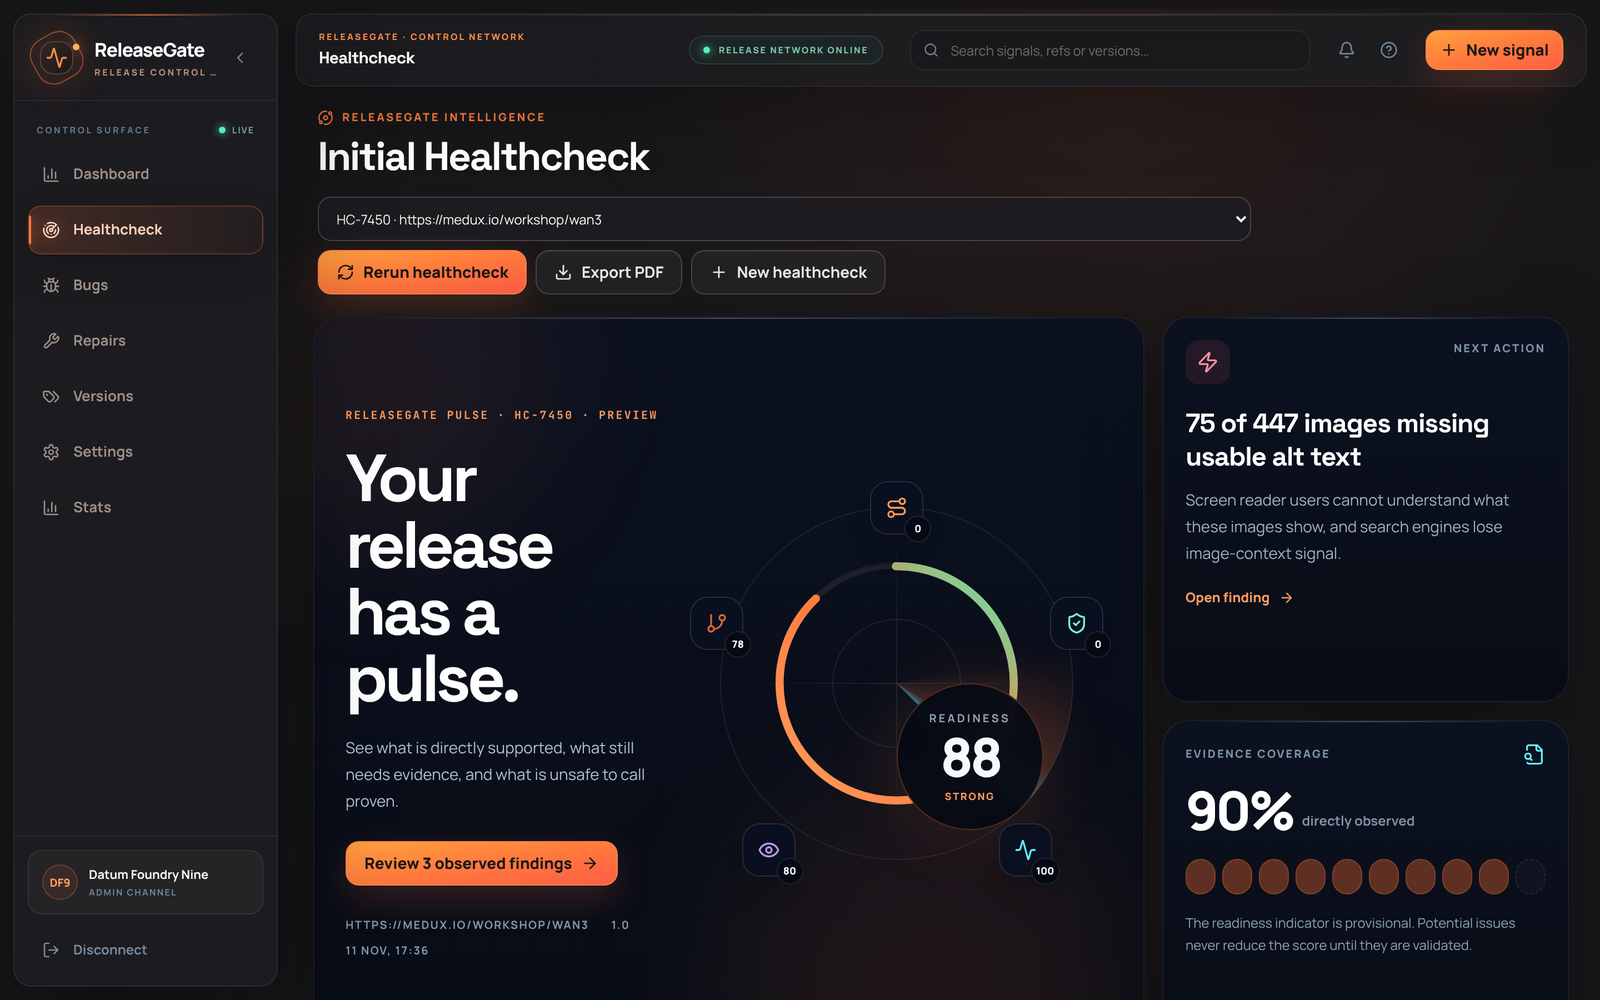 ReleaseGate
RELEASE CONTROL …
CONTROL SURFACE
LIVE
Dashboard
Healthcheck
Bugs
Repairs
Versions
Settings
Stats
DF9
Datum Foundry Nine
ADMIN CHANNEL
Disconnect
RELEASEGATE · CONTROL NETWORK
Healthcheck
RELEASE NETWORK ONLINE
Search signals, refs or versions...
New signal
RELEASEGATE INTELLIGENCE
Initial Healthcheck
HC-7450 · https://medux.io/workshop/wan3
Rerun healthcheck
Export PDF
New healthcheck
RELEASEGATE PULSE · HC-7450 · PREVIEW
Your
release
has a
pulse.
See what is directly supported, what still
needs evidence, and what is unsafe to call
proven.
Review 3 observed findings
HTTPS://MEDUX.IO/WORKSHOP/WAN3 1.0
11 NOV, 17:36
0
78
0
READINESS
88
STRONG
80
100
NEXT ACTION
75 of 447 images missing
usable alt text
Screen reader users cannot understand what
these images show, and search engines lose
image-context signal.
Open finding
EVIDENCE COVERAGE
90% directly observed
The readiness indicator is provisional. Potential issues
never reduce the score until they are validated.